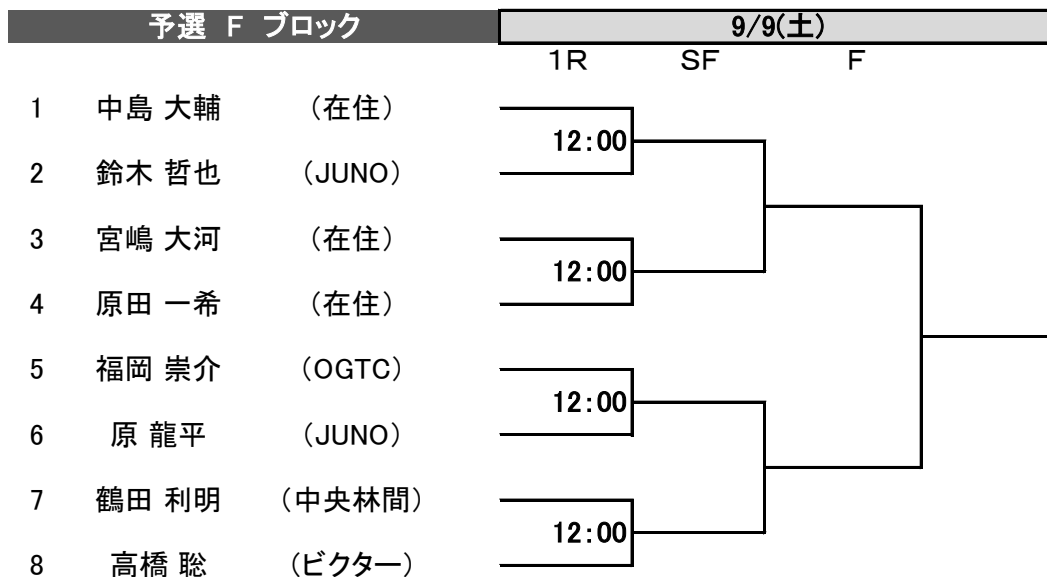 予選 F ブロック 9/9(土)
1R SF F
1 中島 大輔 (在住)
12:00
2 鈴木 哲也 (JUNO)
3 宮嶋 大河 (在住)
12:00
4 原田 一希 (在住)
5 福岡 崇介 (OGTC)
12:00
6 原 龍平 (JUNO)
7 鶴田 利明 (中央林間)
12:00
8 高橋 聡 (ビクター)